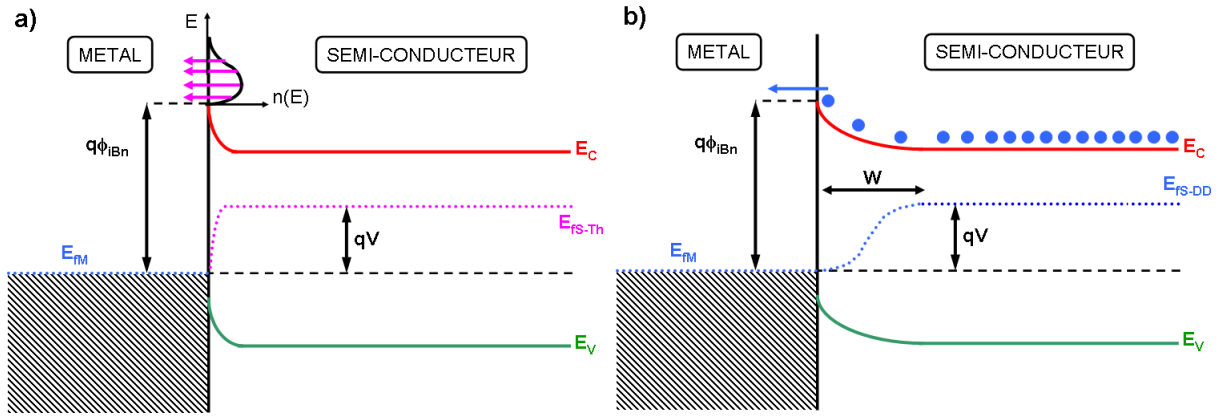 a)
METAL
E
SEMI-CONDUCTEUR
n(E)
qϕiBn
EC
EfS-Th
qV
EfM
EV
b)
METAL
SEMI-CONDUCTEUR
qϕiBn
EC
W
EfS-DD
qV
EfM
EV